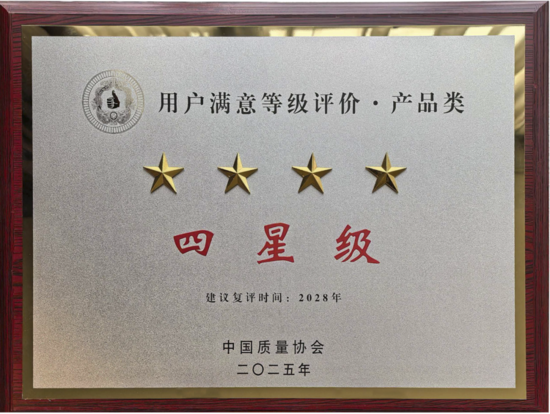 用户满意等级评价·产品类
四星级
建议复评时间：2028年
中国质量协会
二〇二五年